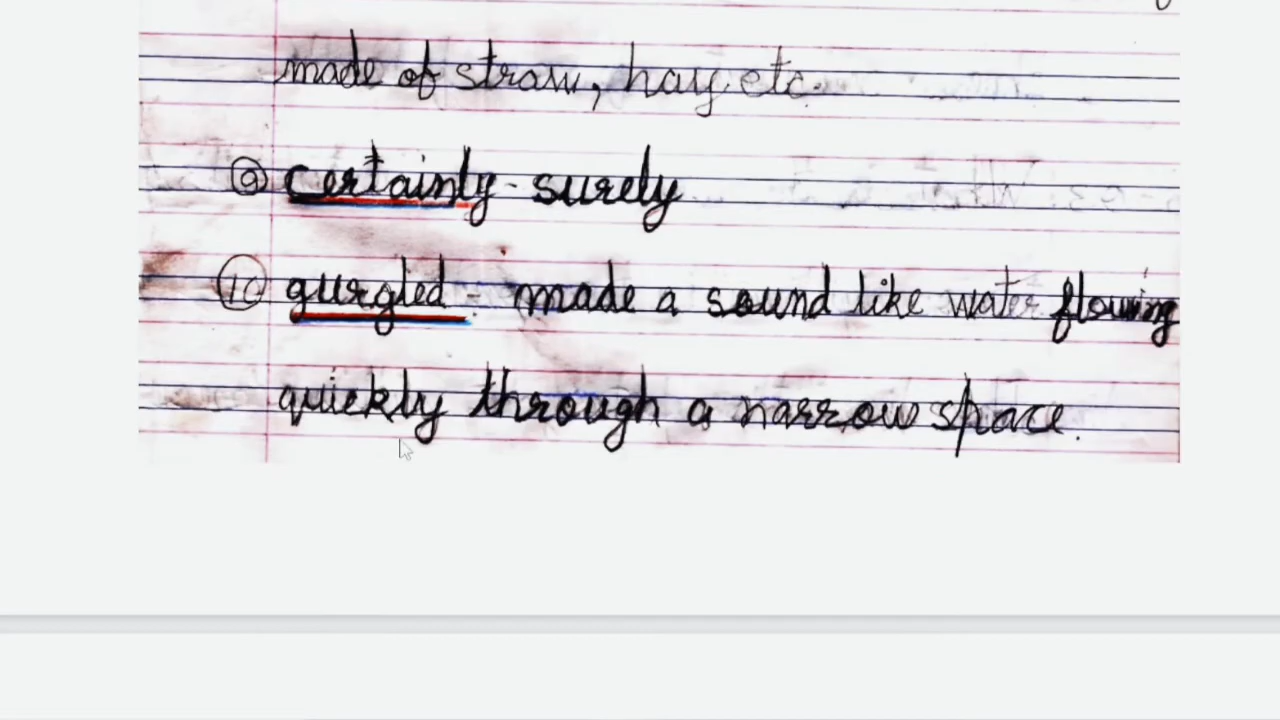 made of straw, hay etc.
⑨ certainly - surely
⑩ gurgled - made a sound like water flowing
quickly through a narrow space.